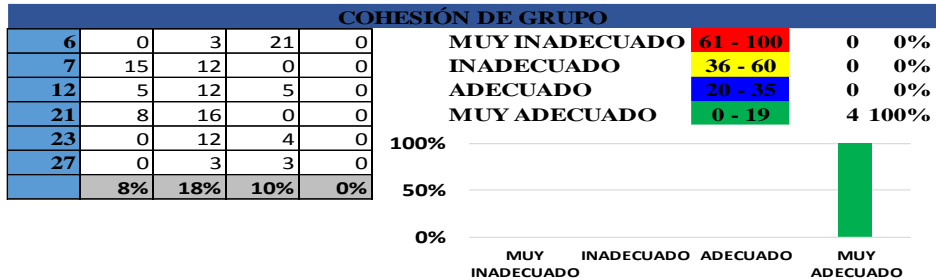 COHESIÓN DE GRUPO
6 0 3 21 0 MUY INADECUADO 61 - 100 0 0%
7 15 12 0 0 INADECUADO 36 - 60 0 0%
12 5 12 5 0 ADECUADO 20 - 35 0 0%
21 8 16 0 0 MUY ADECUADO 0 - 19 4 100%
23 0 12 4 0
27 0 3 3 0
8% 18% 10% 0%
100%
50%
0%
MUY INADECUADO ADECUADO MUY
INADECUADO ADECUADO